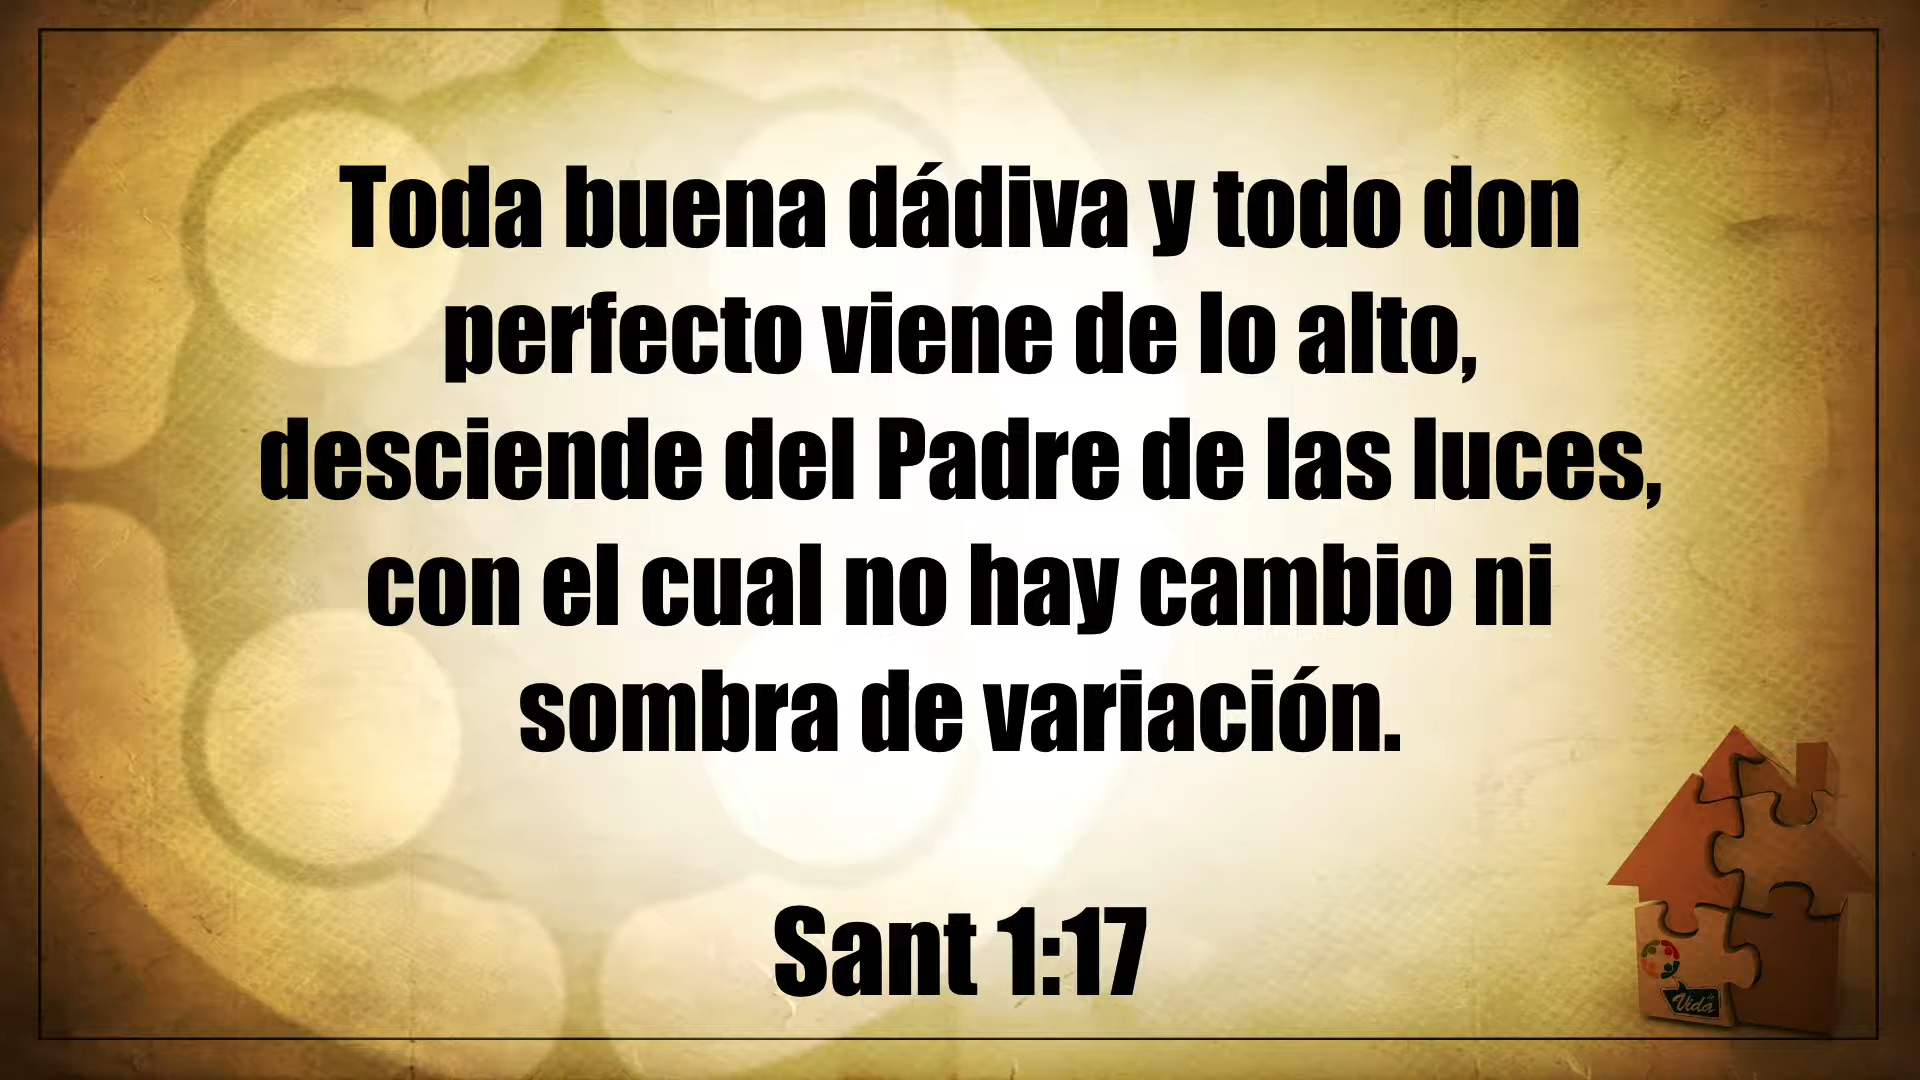 Toda buena dádiva y todo don
perfecto viene de lo alto,
desciende del Padre de las luces,
con el cual no hay cambio ni
sombra de variación.
Sant 1:17
Vida